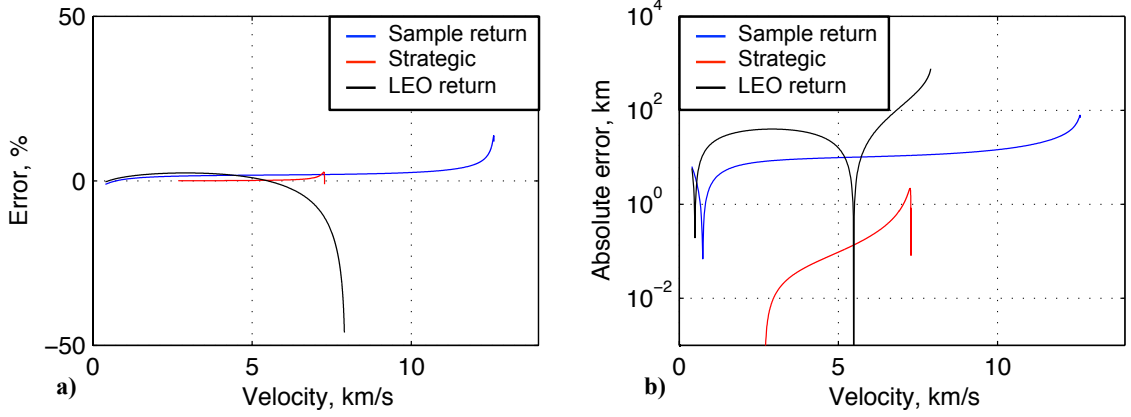 50
0
−50
0
5
10
Error, %
Velocity, km/s
Sample return
Strategic
LEO return
a)
10^4
10^2
10^0
10^−2
0
5
10
Absolute error, km
Velocity, km/s
Sample return
Strategic
LEO return
b)